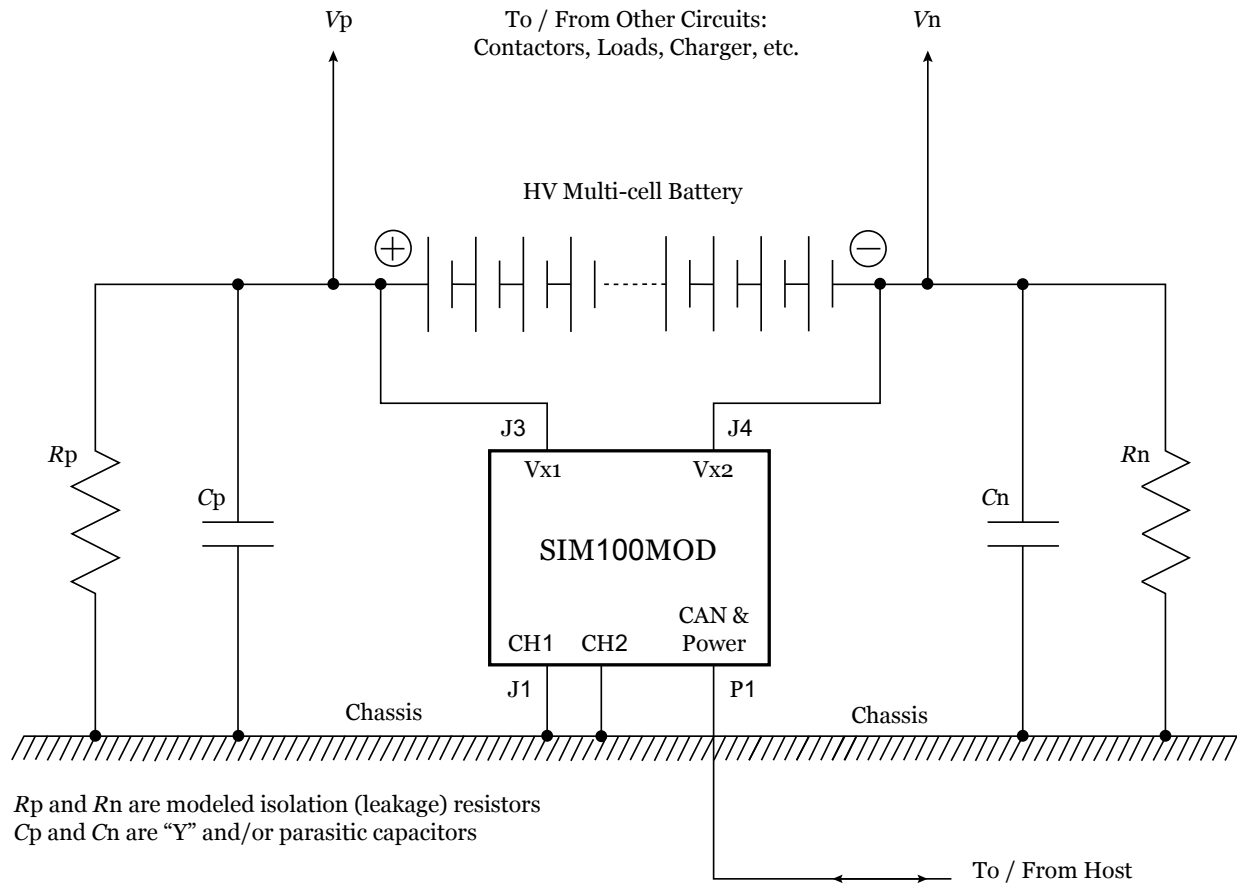 Vp
To / From Other Circuits:
Contactors, Loads, Charger, etc.
Vn
HV Multi-cell Battery
J3
J4
Rp
Vx1
Vx2
Rn
Cp
Cn
SIM100MOD
CAN &
Power
CH1
CH2
J1
P1
Chassis
Chassis
Rp and Rn are modeled isolation (leakage) resistors
Cp and Cn are “Y” and/or parasitic capacitors
To / From Host